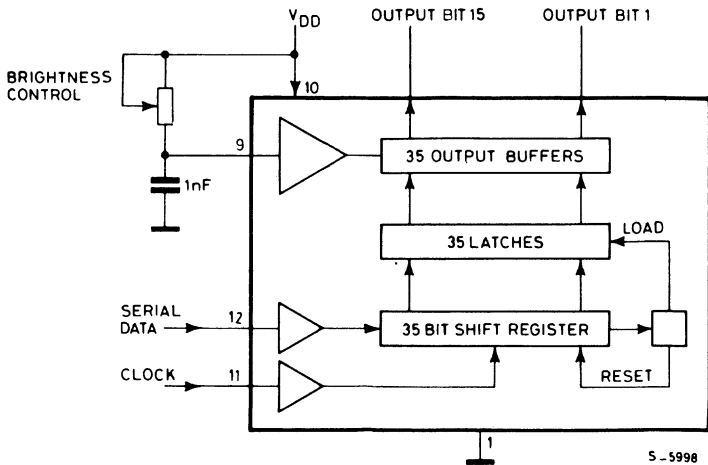 VDD
OUTPUT BIT 15
OUTPUT BIT 1
BRIGHTNESS
CONTROL
10
9
35 OUTPUT BUFFERS
1nF
LOAD
35 LATCHES
SERIAL
DATA
12
35 BIT SHIFT REGISTER
CLOCK
11
RESET
1
S-5998